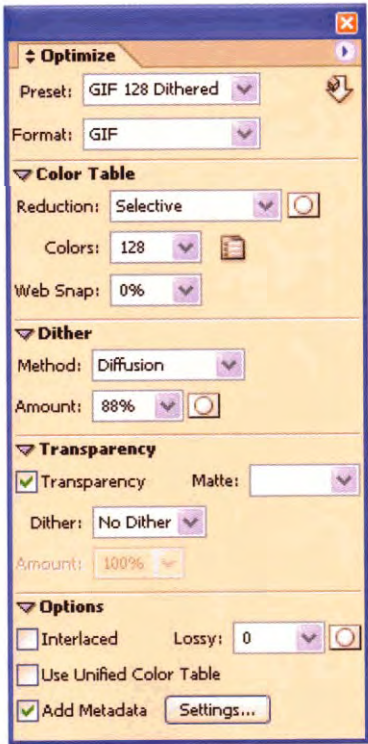 Optimize
Preset: GIF 128 Dithered
Format: GIF
Color Table
Reduction: Selective
Colors: 128
Web Snap: 0%
Dither
Method: Diffusion
Amount: 88%
Transparency
Transparency Matte:
Dither: No Dither
Amount: 100%
Options
Interlaced Lossy: 0
Use Unified Color Table
Add Metadata Settings...